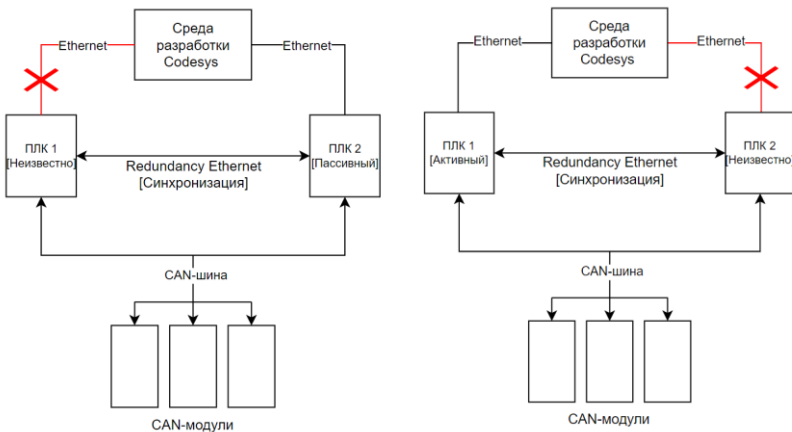 Среда
разработки
Codesys
Ethernet
Ethernet
ПЛК 1
[Неизвестно]
ПЛК 2
[Пассивный]
Redundancy Ethernet
[Синхронизация]
CAN-шина
CAN-модули
Среда
разработки
Codesys
Ethernet
Ethernet
ПЛК 1
[Активный]
ПЛК 2
[Неизвестно]
Redundancy Ethernet
[Синхронизация]
CAN-шина
CAN-модули